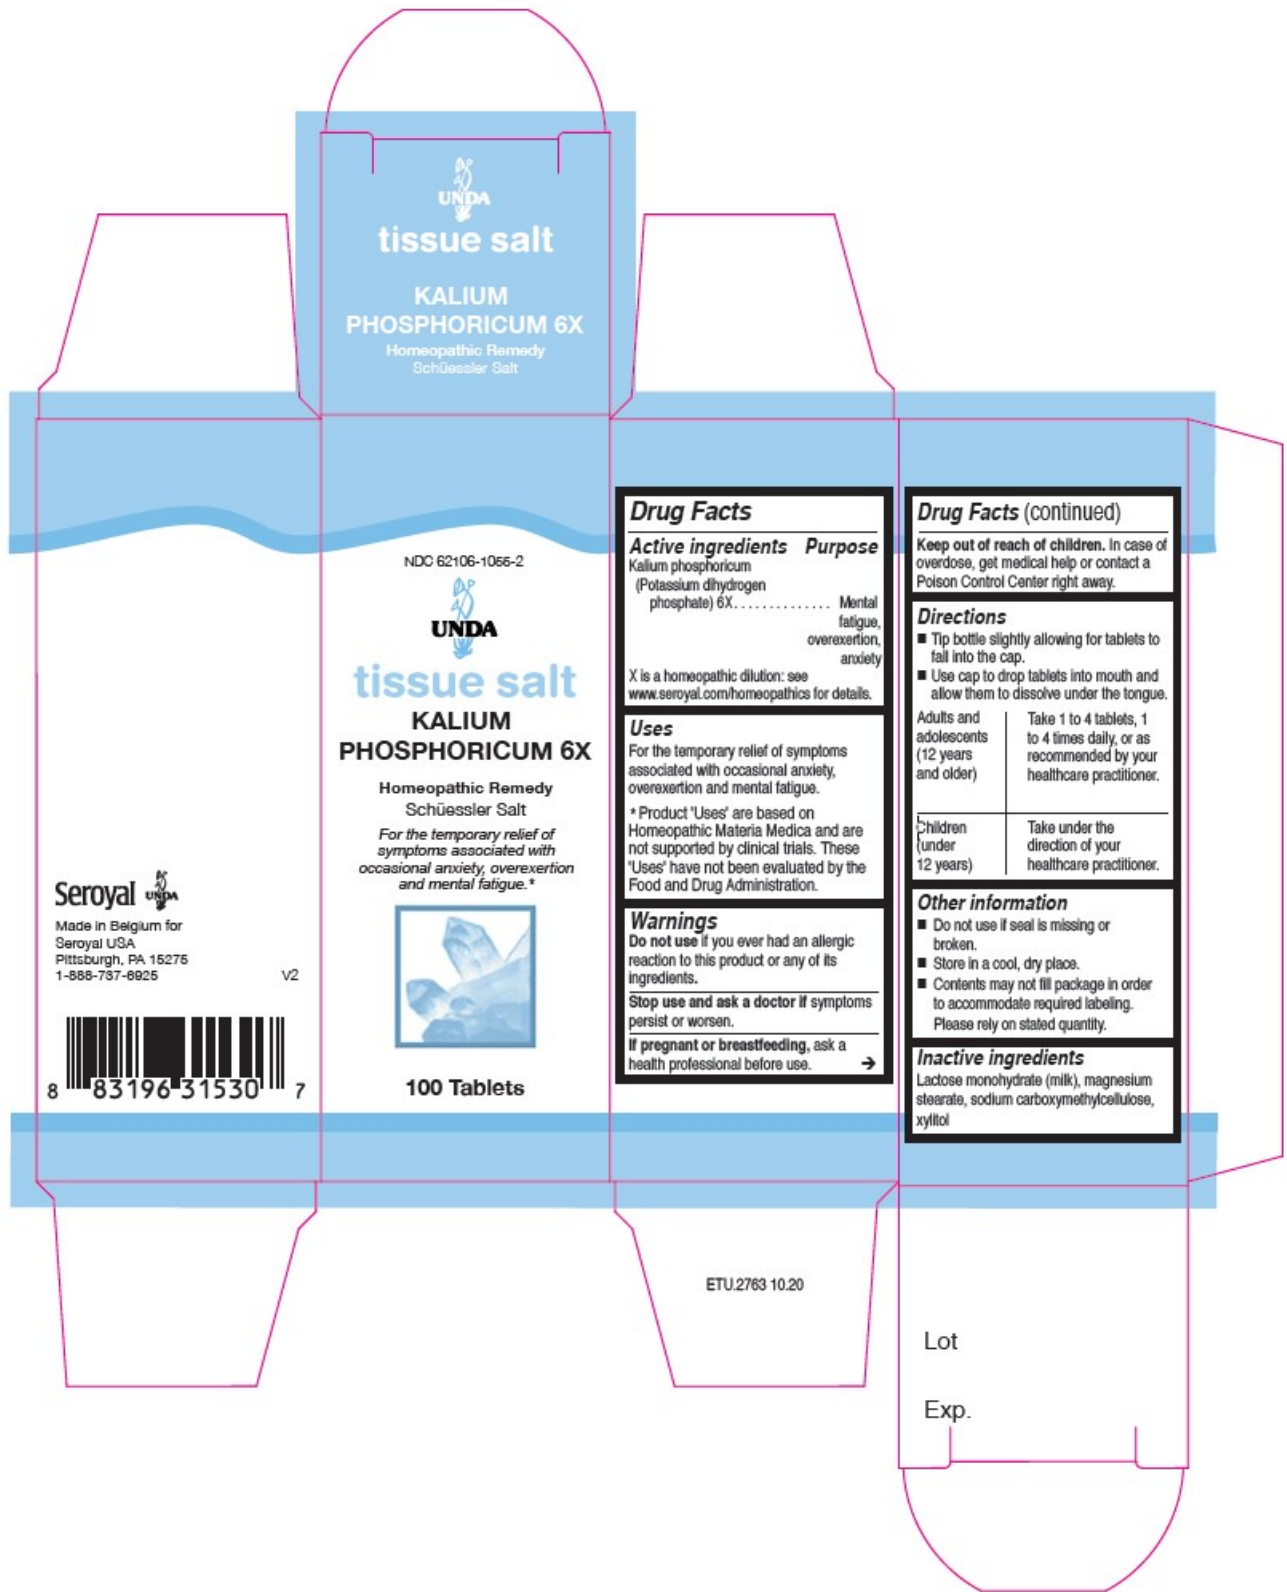 UNDA
tissue salt
KALIUM
PHOSPHORICUM 6X
Homeopathic Remedy
Schüessler Salt
Seroyal UNDA
Made in Belgium for
Seroyal USA
Pittsburgh, PA 15275
1-888-737-6925
V2
8 83196 31530 7
NDC 62106-1055-2
UNDA
tissue salt
KALIUM
PHOSPHORICUM 6X
Homeopathic Remedy
Schüessler Salt
For the temporary relief of
symptoms associated with
occasional anxiety, overexertion
and mental fatigue.*
100 Tablets
Drug Facts
Active ingredients Purpose
Kalium phosphoricum
(Potassium dihydrogen
phosphate) 6X.............. Mental
fatigue,
overexertion,
anxiety
X is a homeopathic dilution: see
www.seroyal.com/homeopathics for details.
Uses
For the temporary relief of symptoms
associated with occasional anxiety,
overexertion and mental fatigue.
* Product 'Uses' are based on
Homeopathic Materia Medica and are
not supported by clinical trials. These
'Uses' have not been evaluated by the
Food and Drug Administration.
Warnings
Do not use if you ever had an allergic
reaction to this product or any of its
ingredients.
Stop use and ask a doctor if symptoms
persist or worsen.
If pregnant or breastfeeding, ask a
health professional before use. →
Drug Facts (continued)
Keep out of reach of children. In case of
overdose, get medical help or contact a
Poison Control Center right away.
Directions
■ Tip bottle slightly allowing for tablets to
fall into the cap.
■ Use cap to drop tablets into mouth and
allow them to dissolve under the tongue.
Adults and
adolescents
(12 years
and older)
Take 1 to 4 tablets, 1
to 4 times daily, or as
recommended by your
healthcare practitioner.
Children
(under
12 years)
Take under the
direction of your
healthcare practitioner.
Other information
■ Do not use if seal is missing or
broken.
■ Store in a cool, dry place.
■ Contents may not fill package in order
to accommodate required labeling.
Please rely on stated quantity.
Inactive ingredients
Lactose monohydrate (milk), magnesium
stearate, sodium carboxymethylcellulose,
xylitol
ETU.2763 10.20
Lot
Exp.